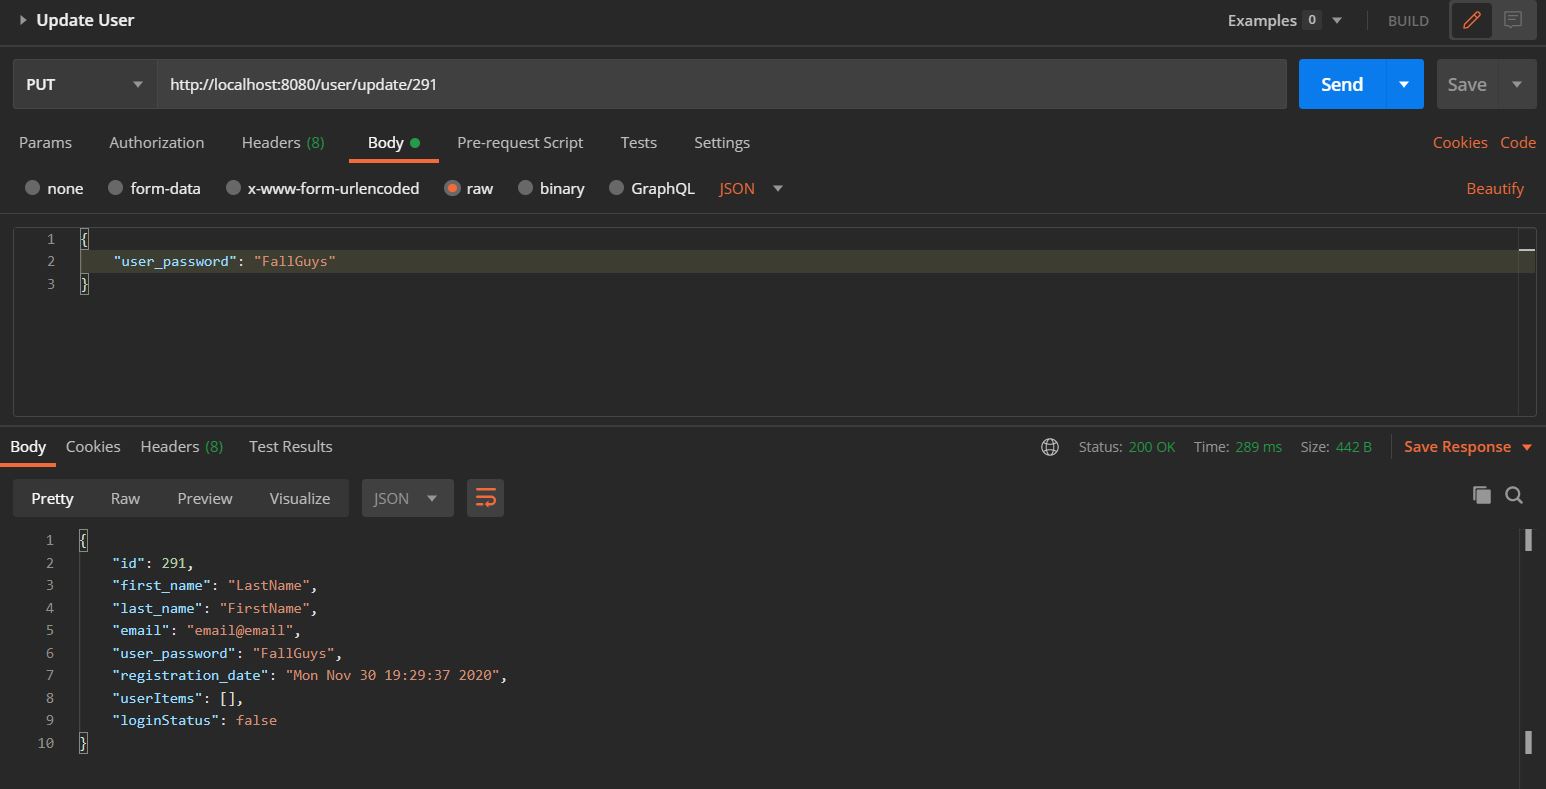 Update User Examples 0 BUILD
PUT http://localhost:8080/user/update/291 Send Save
Params Authorization Headers (8) Body Pre-request Script Tests Settings Cookies Code
none form-data x-www-form-urlencoded raw binary GraphQL JSON Beautify
1 {
2 "user_password": "FallGuys"
3 }
Body Cookies Headers (8) Test Results Status: 200 OK Time: 289 ms Size: 442 B Save Response
Pretty Raw Preview Visualize JSON
1 {
2 "id": 291,
3 "first_name": "LastName",
4 "last_name": "FirstName",
5 "email": "email@email",
6 "user_password": "FallGuys",
7 "registration_date": "Mon Nov 30 19:29:37 2020",
8 "userItems": [],
9 "loginStatus": false
10 }